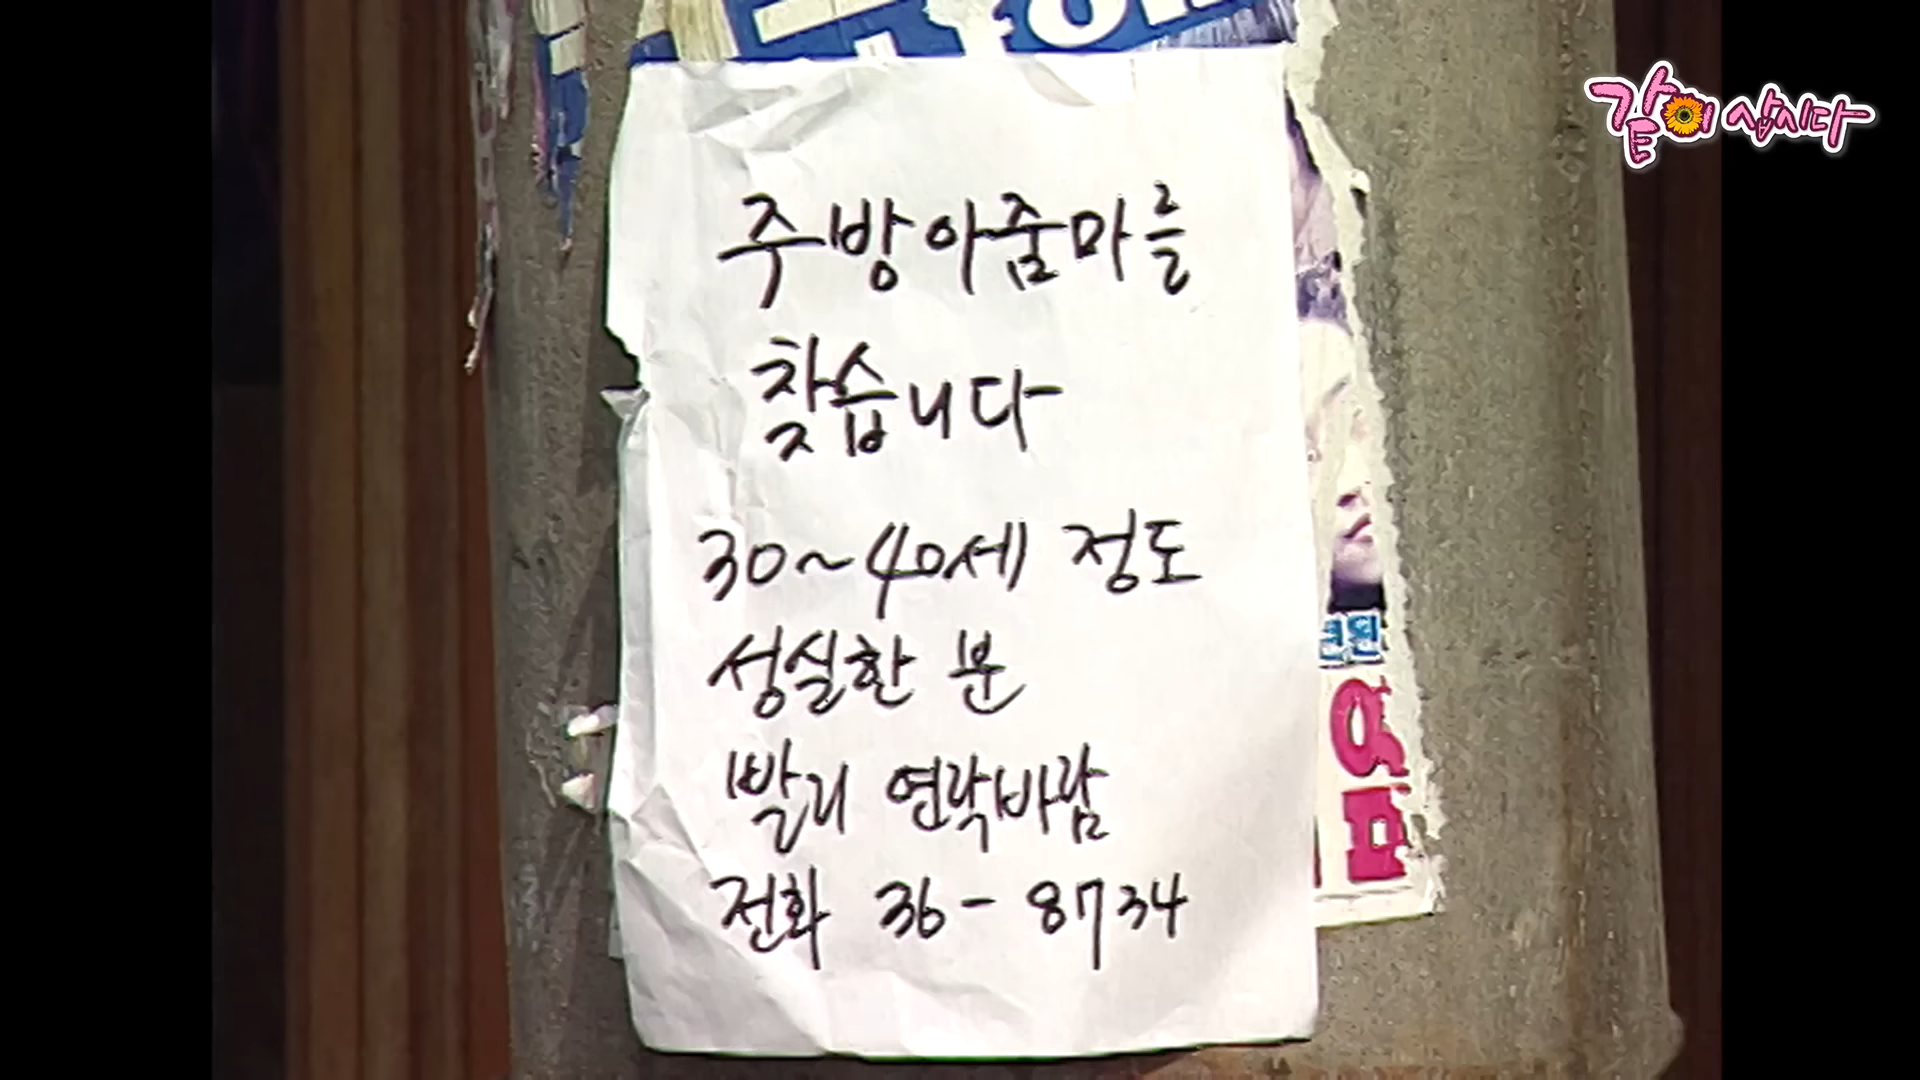 같이 삽시다
주방아줌마를
찾습니다
30~40세 정도
성실한 분
빨리 연락바람
전화 36-8734